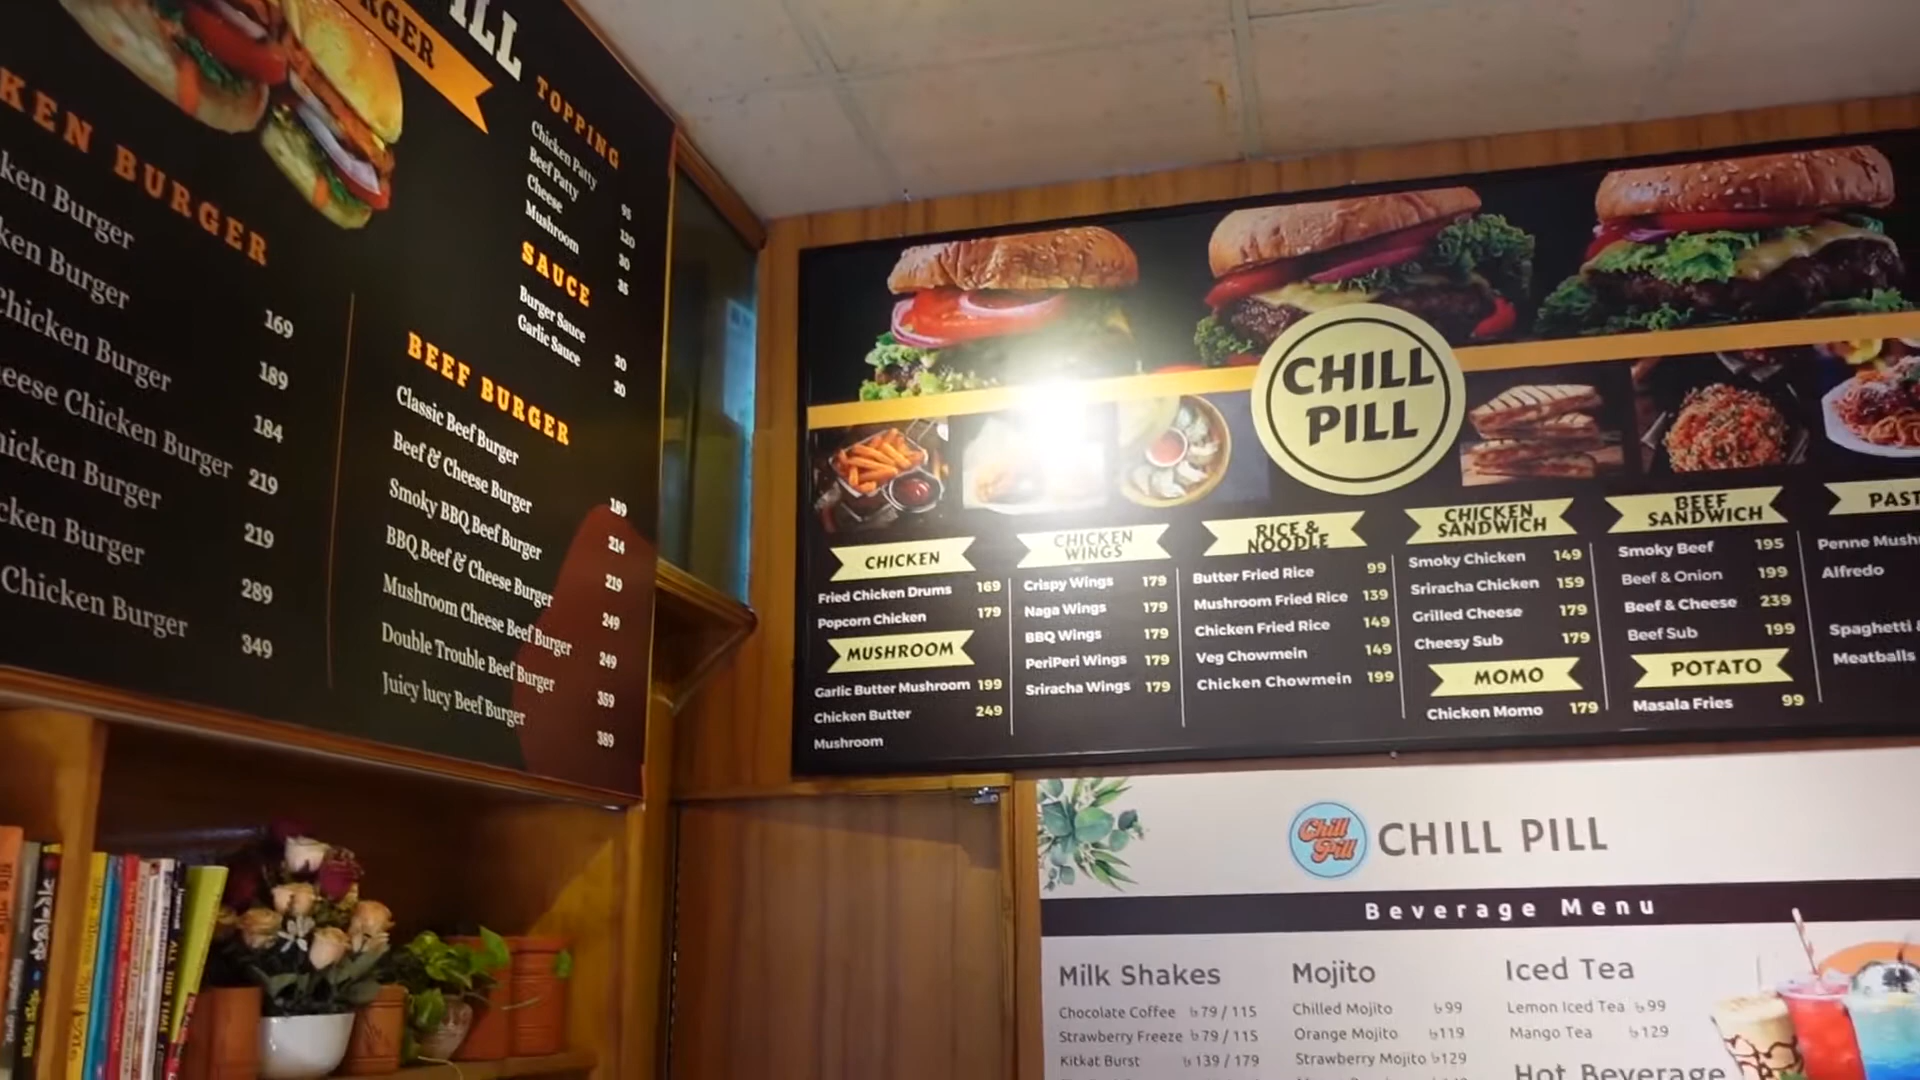 ILL
RGER
KEN BURGER
ken Burger
ken Burger 169
Chicken Burger 189
eese Chicken Burger 184
hicken Burger 219
cken Burger 219
Chicken Burger 289
349
TOPPING
Chicken Patty 95
Beef Patty 120
Cheese 30
Mushroom 35
SAUCE
Burger Sauce 20
Garlic Sauce 20
BEEF BURGER
Classic Beef Burger 189
Beef & Cheese Burger 214
Smoky BBQ Beef Burger 219
BBQ Beef & Cheese Burger 249
Mushroom Cheese Beef Burger 249
Double Trouble Beef Burger 359
Juicy lucy Beef Burger 389
CHILL
PILL
CHICKEN
Fried Chicken Drums 169
Popcorn Chicken 179
MUSHROOM
Garlic Butter Mushroom 199
Chicken Butter 249
Mushroom
CHICKEN
WINGS
Crispy Wings 179
Naga Wings 179
BBQ Wings 179
PeriPeri Wings 179
Sriracha Wings 179
RICE &
NOODLE
Butter Fried Rice 99
Mushroom Fried Rice 139
Chicken Fried Rice 149
Veg Chowmein 149
Chicken Chowmein 199
CHICKEN
SANDWICH
Smoky Chicken 149
Sriracha Chicken 159
Grilled Cheese 179
Cheesy Sub 179
MOMO
Chicken Momo 179
BEEF
SANDWICH
Smoky Beef 195
Beef & Onion 199
Beef & Cheese 239
Beef Sub 199
POTATO
Masala Fries 99
PAST
Penne Mush
Alfredo
Spaghetti &
Meatballs
Chill
Pill
CHILL PILL
Beverage Menu
Milk Shakes
Chocolate Coffee ৳79 / 115
Strawberry Freeze ৳79 / 115
Kitkat Burst ৳139 / 179
Mojito
Chilled Mojito ৳99
Orange Mojito ৳119
Strawberry Mojito ৳129
Iced Tea
Lemon Iced Tea ৳99
Mango Tea ৳129
Hot Beverage
ALL THIS TIME